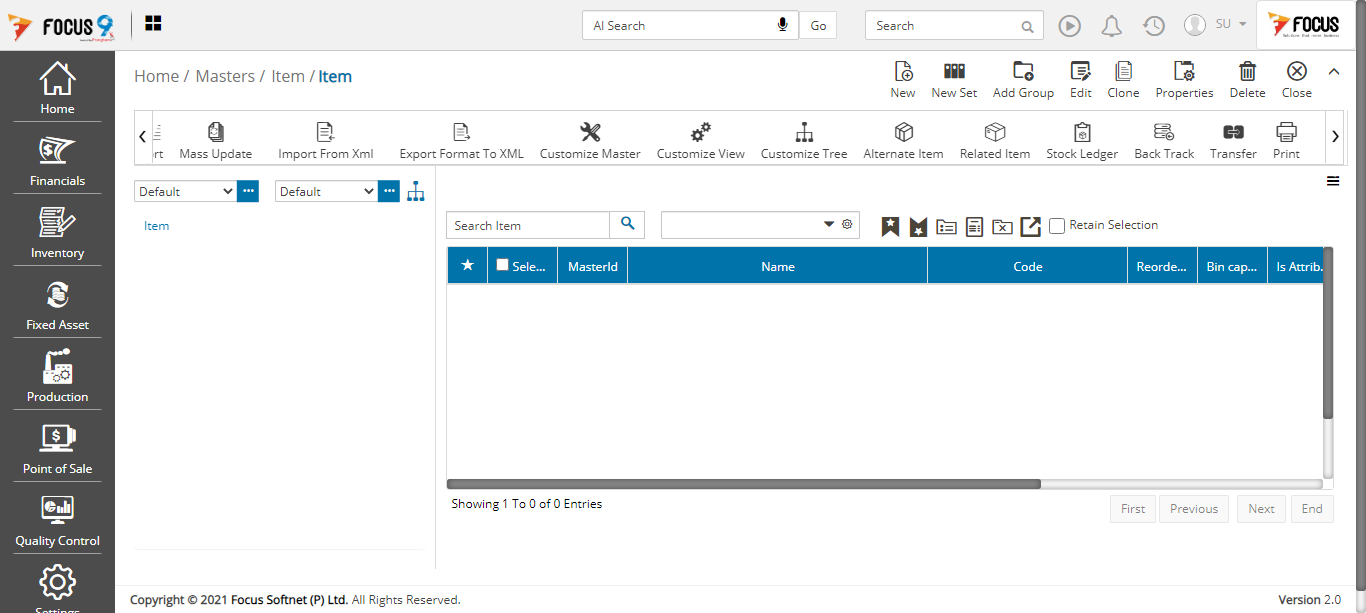 FOCUS 9
AI Search
Go
Search
SU
FOCUS
Home
Financials
Inventory
Fixed Asset
Production
Point of Sale
Quality Control
Settings
Home / Masters / Item / Item
New
New Set
Add Group
Edit
Clone
Properties
Delete
Close
rt
Mass Update
Import From Xml
Export Format To XML
Customize Master
Customize View
Customize Tree
Alternate Item
Related Item
Stock Ledger
Back Track
Transfer
Print
Default
Default
Item
Search Item
Retain Selection
Sele...
MasterId
Name
Code
Reorde...
Bin cap...
Is Attrib.
Showing 1 To 0 of 0 Entries
First
Previous
Next
End
Copyright © 2021 Focus Softnet (P) Ltd. All Rights Reserved.
Version 2.0